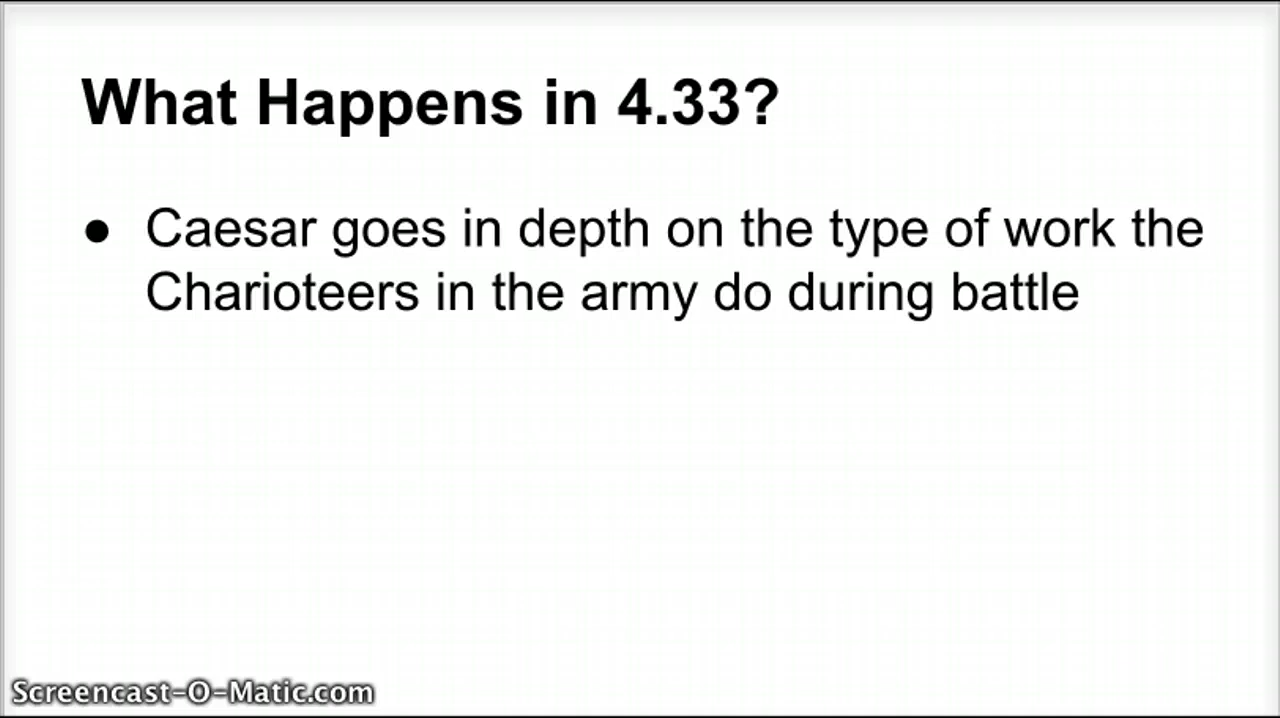 What Happens in 4.33?
● Caesar goes in depth on the type of work the
Charioteers in the army do during battle
Screencast-O-Matic.com